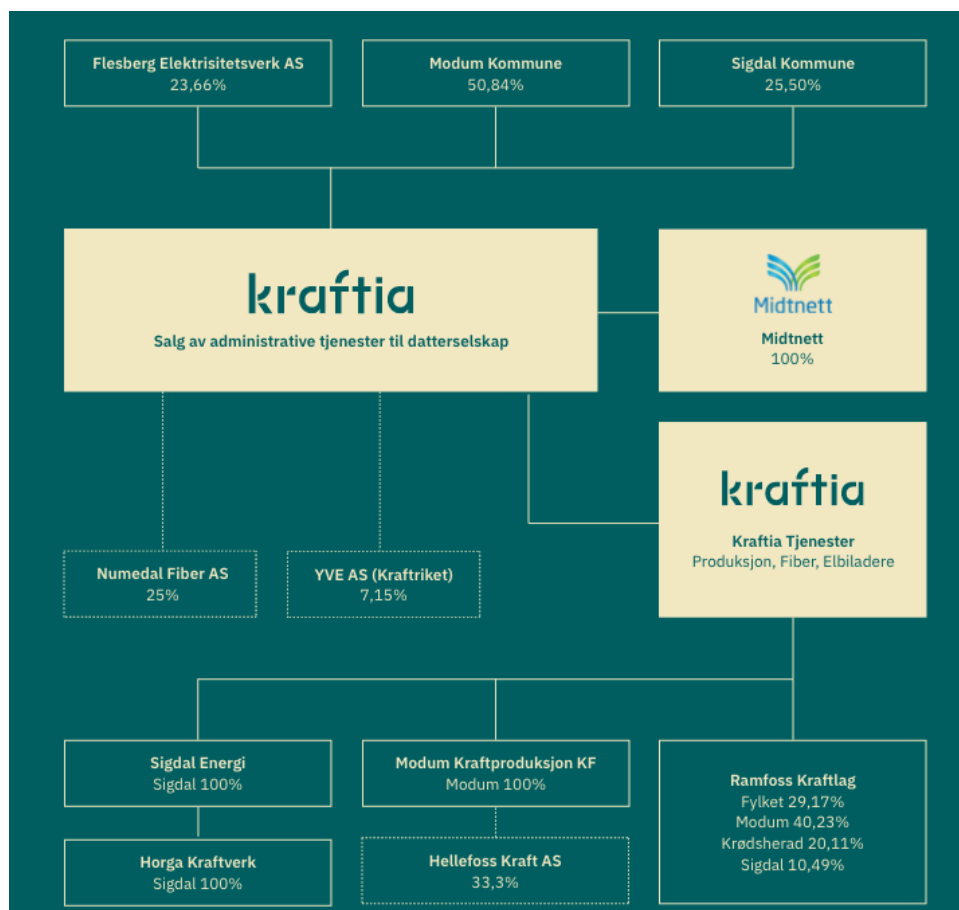 Flesberg Elektrisitetsverk AS
23,66%
Modum Kommune
50,84%
Sigdal Kommune
25,50%
kraftia
Salg av administrative tjenester til datterselskap
Midtnett
Midtnett
100%
kraftia
Kraftia Tjenester
Produksjon, Fiber, Elbiladere
Numedal Fiber AS
25%
YVE AS (Kraftriket)
7,15%
Sigdal Energi
Sigdal 100%
Modum Kraftproduksjon KF
Modum 100%
Ramfoss Kraftlag
Fylket 29,17%
Modum 40,23%
Krødsherad 20,11%
Sigdal 10,49%
Horga Kraftverk
Sigdal 100%
Hellefoss Kraft AS
33,3%